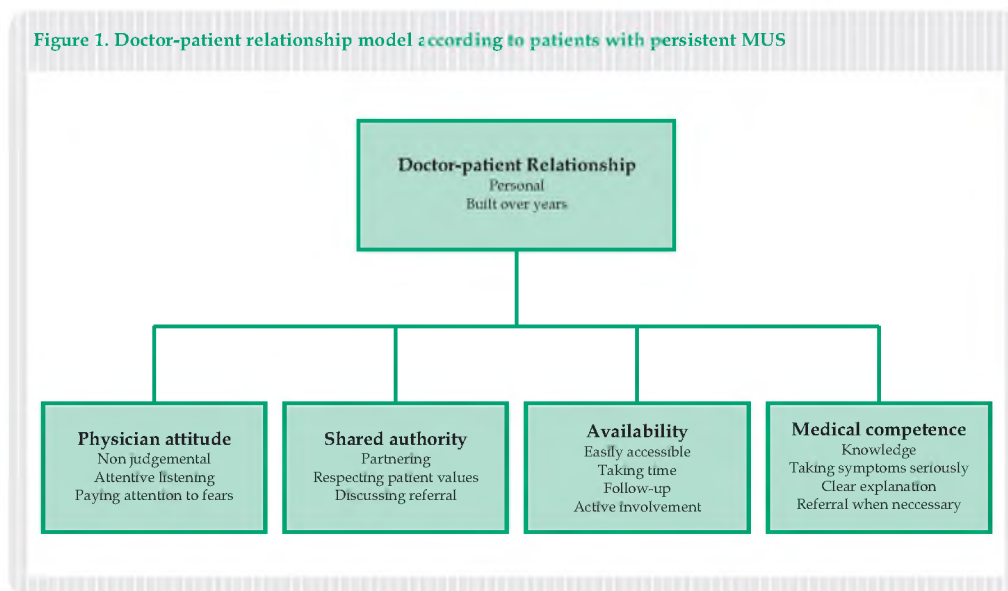 Figure 1. Doctor-patient relationship model according to patients with persistent MUS
Doctor-patient Relationship
Personal
Built over years
Physician attitude
Non judgemental
Attentive listening
Paying attention to fears
Shared authority
Partnering
Respecting patient values
Discussing referral
Availability
Easily accessible
Taking time
Follow-up
Active involvement
Medical competence
Knowledge
Taking symptoms seriously
Clear explanation
Referral when neccessary